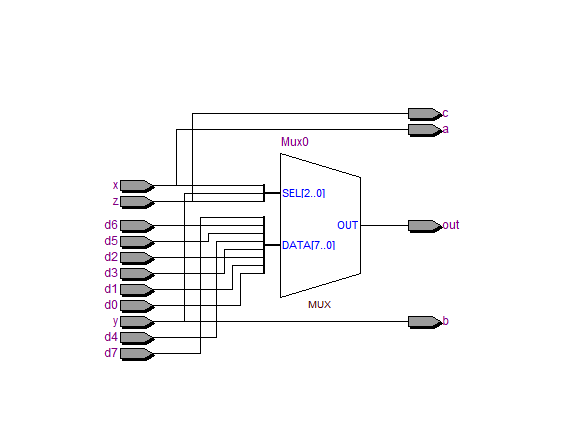 c
a
Mux0
x
SEL[2..0]
z
d6
OUT
out
d5
DATA[7..0]
d2
d3
d1
d0
MUX
y
b
d4
d7